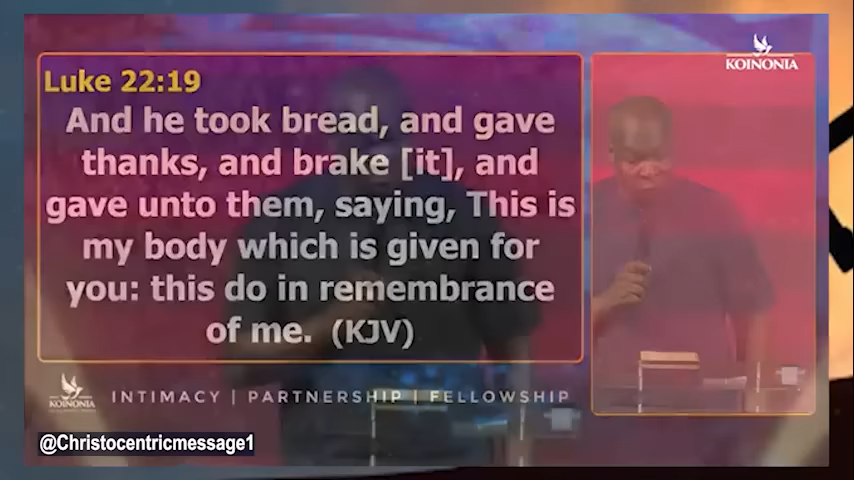 KOINONIA
Luke 22:19
And he took bread, and gave
thanks, and brake [it], and
gave unto them, saying, This is
my body which is given for
you: this do in remembrance
of me. (KJV)
KOINONIA
INTIMACY | PARTNERSHIP | FELLOWSHIP
@Christocentricmessage1